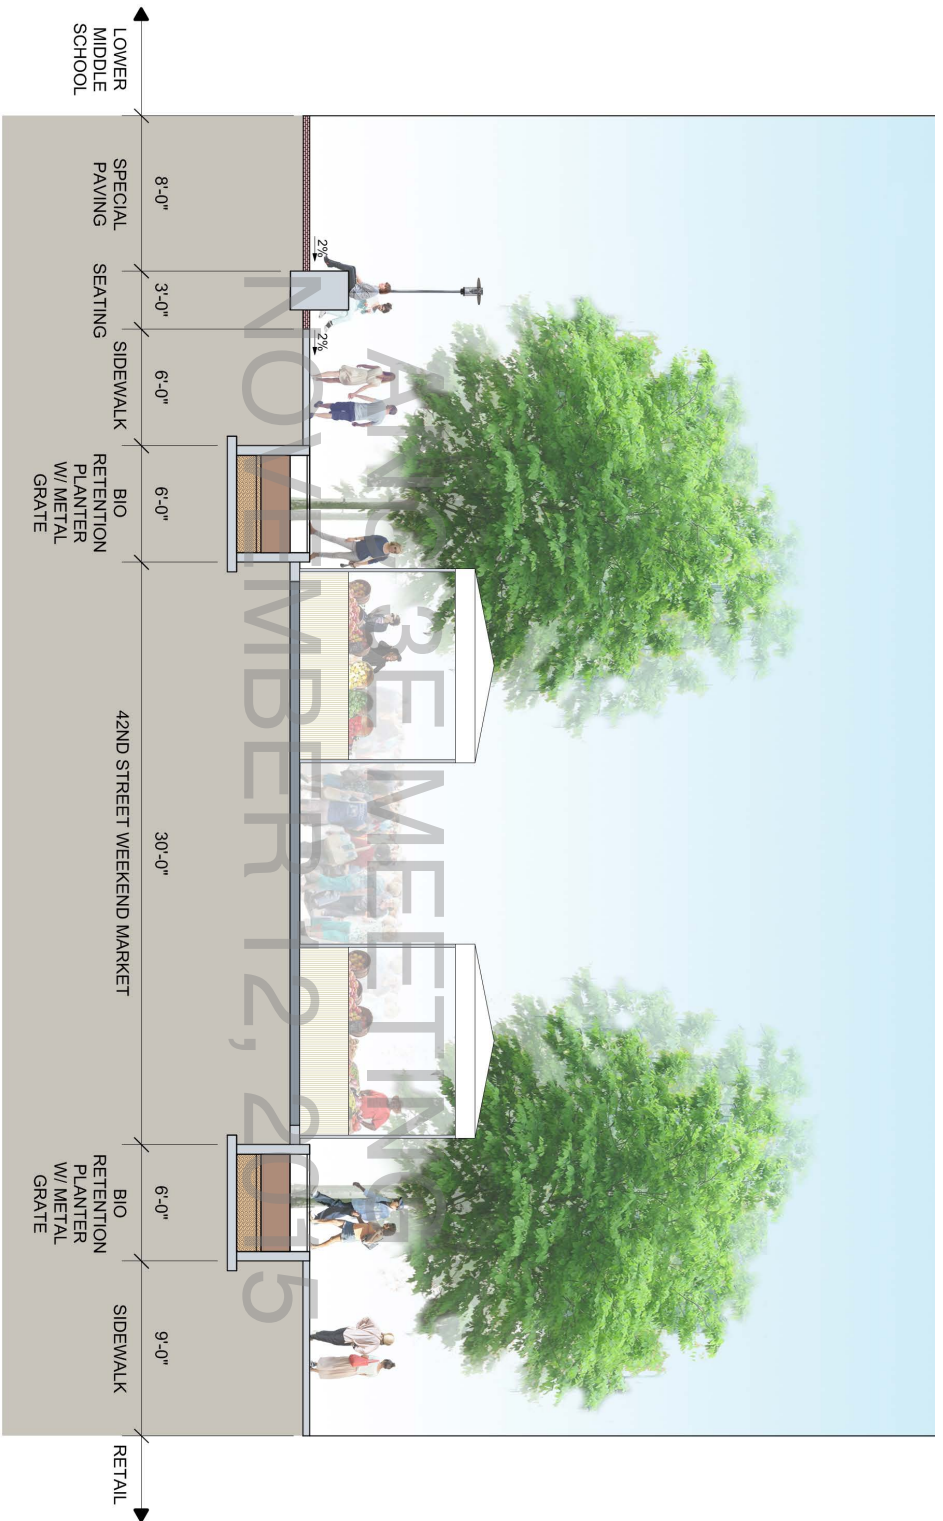 ANC 3E MEETING
NOVEMBER 12, 2015
2%
2%
8'-0"
3'-0"
6'-0"
6'-0"
30'-0"
6'-0"
9'-0"
LOWER
MIDDLE
SCHOOL
SPECIAL
PAVING
SEATING
SIDEWALK
BIO
RETENTION
PLANTER
W/ METAL
GRATE
42ND STREET WEEKEND MARKET
BIO
RETENTION
PLANTER
W/ METAL
GRATE
SIDEWALK
RETAIL